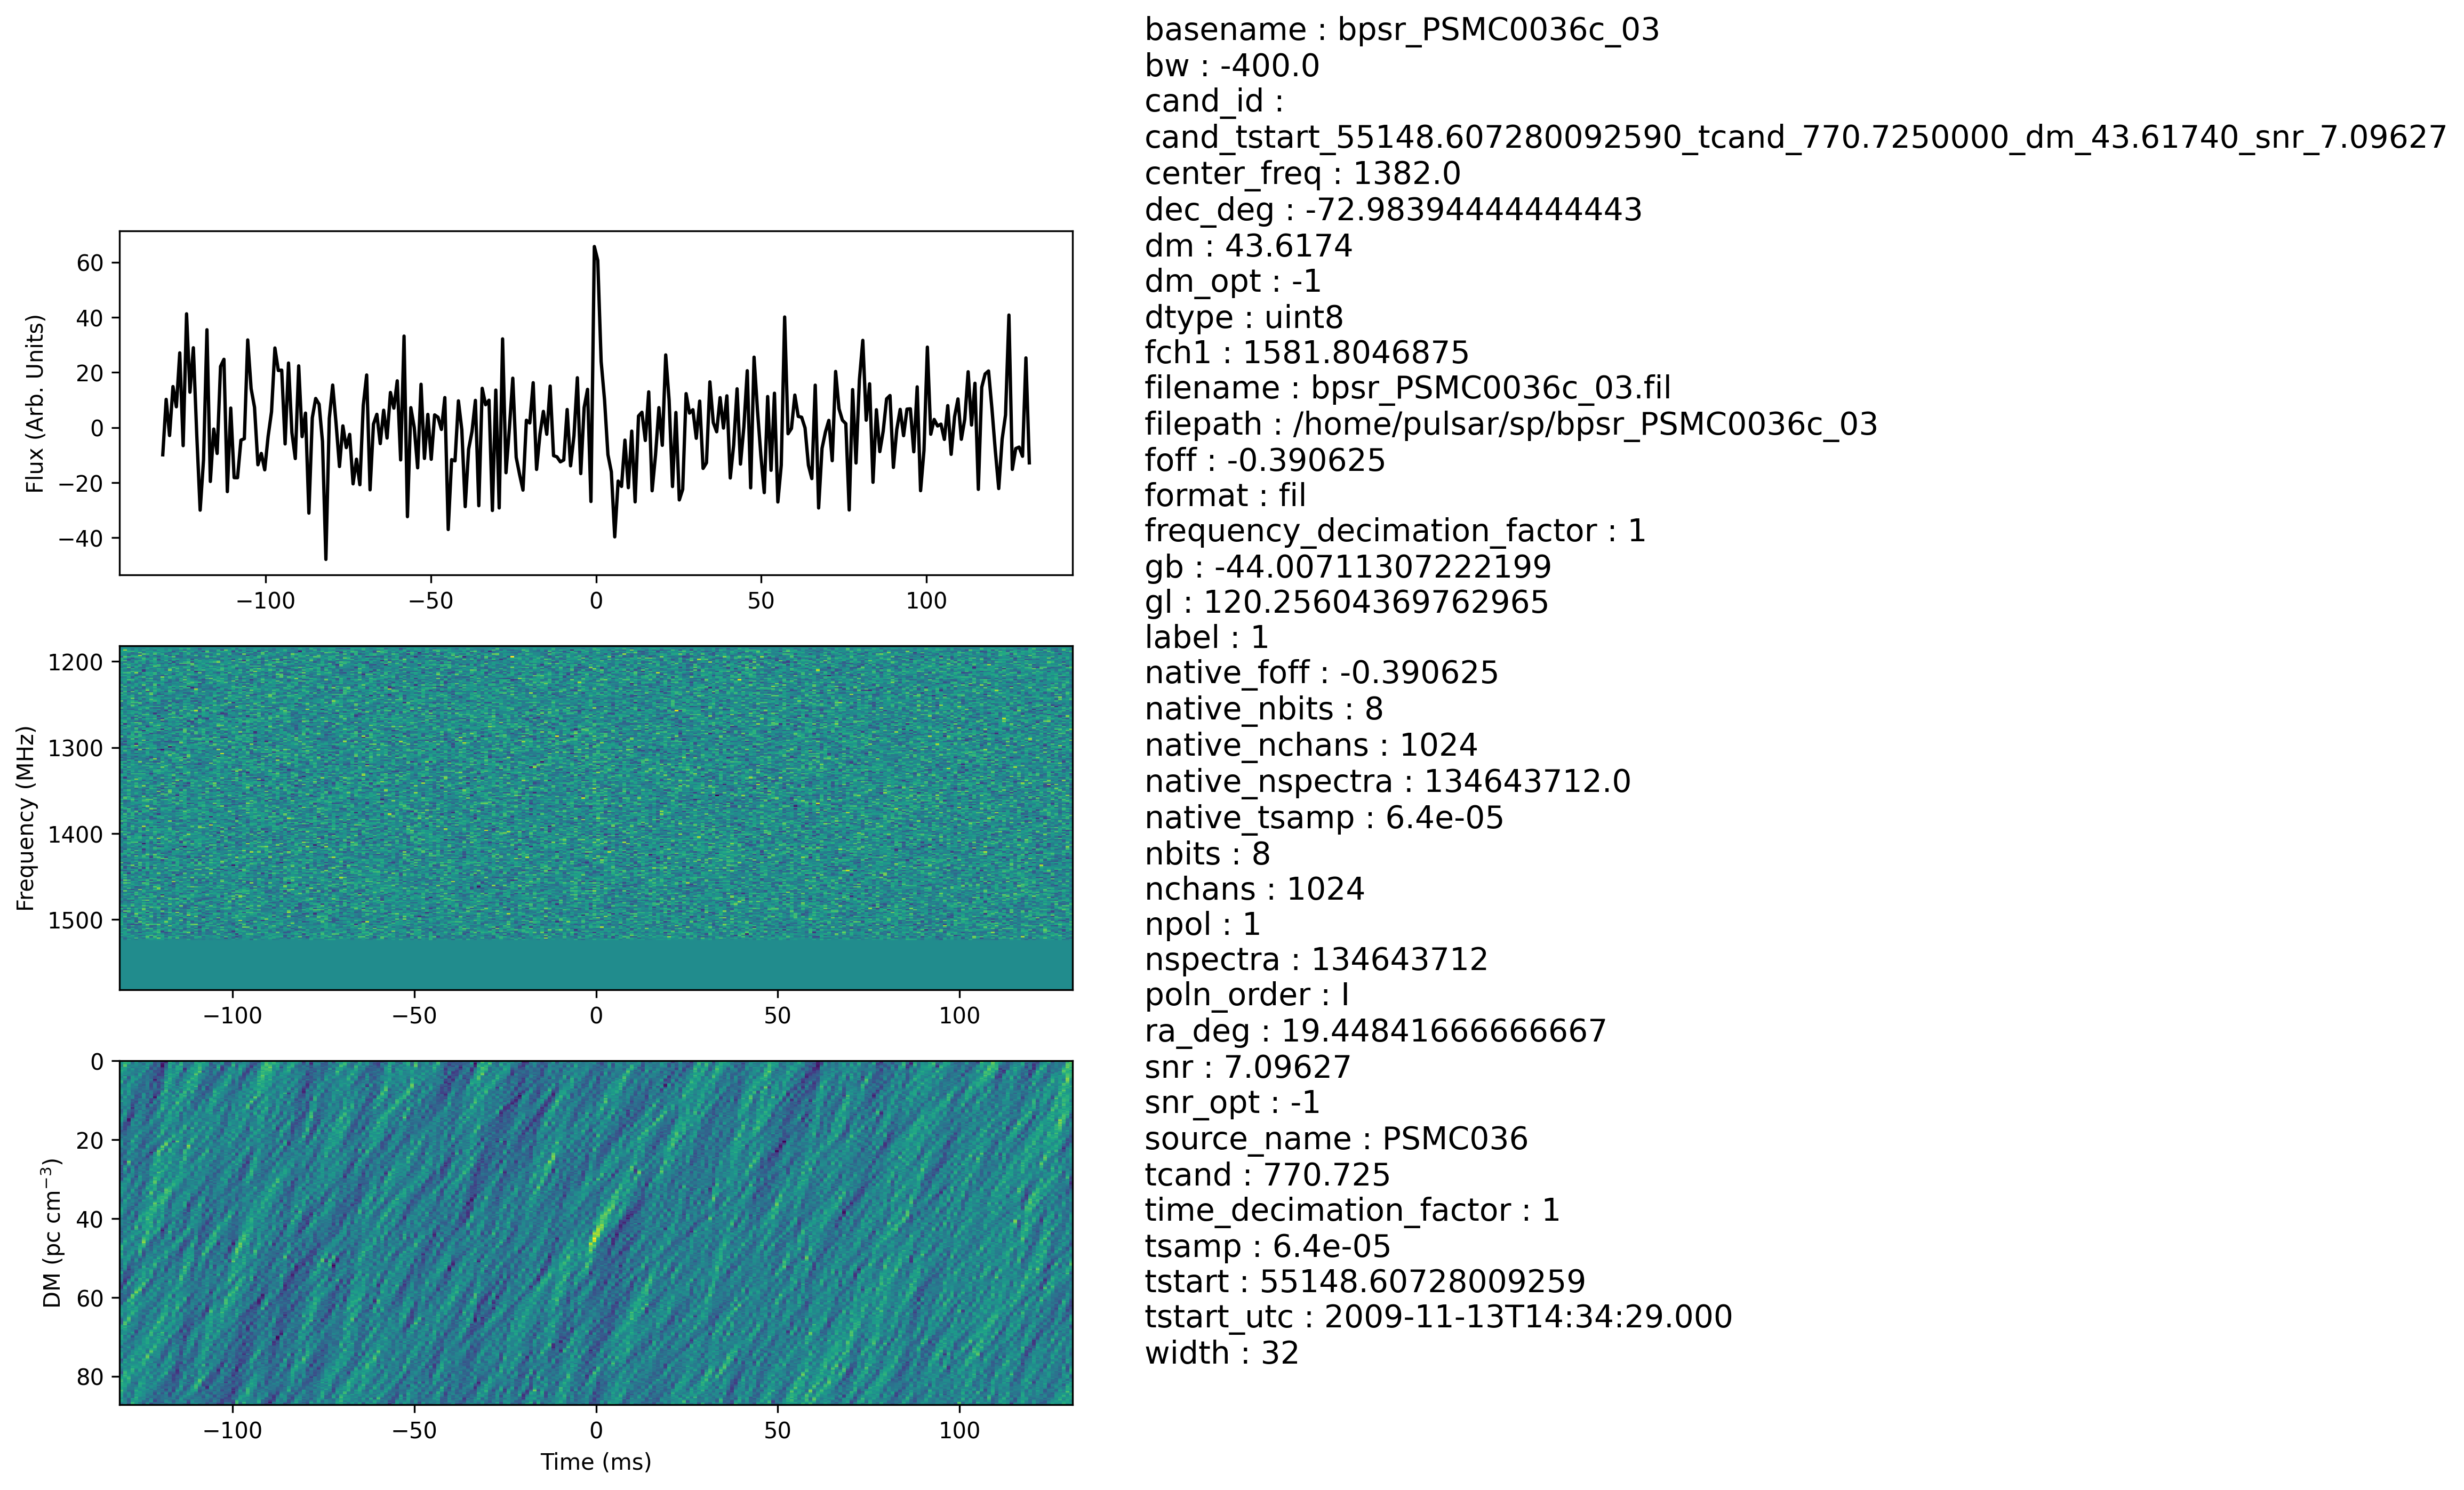 basename : bpsr_PSMC0036c_03
bw : -400.0
cand_id :
cand_tstart_55148.607280092590_tcand_770.7250000_dm_43.61740_snr_7.09627
center_freq : 1382.0
dec_deg : -72.98394444444443
dm : 43.6174
dm_opt : -1
dtype : uint8
fch1 : 1581.8046875
filename : bpsr_PSMC0036c_03.fil
filepath : /home/pulsar/sp/bpsr_PSMC0036c_03
foff : -0.390625
format : fil
frequency_decimation_factor : 1
gb : -44.00711307222199
gl : 120.25604369762965
label : 1
native_foff : -0.390625
native_nbits : 8
native_nchans : 1024
native_nspectra : 134643712.0
native_tsamp : 6.4e-05
nbits : 8
nchans : 1024
npol : 1
nspectra : 134643712
poln_order : I
ra_deg : 19.44841666666667
snr : 7.09627
snr_opt : -1
source_name : PSMC036
tcand : 770.725
time_decimation_factor : 1
tsamp : 6.4e-05
tstart : 55148.60728009259
tstart_utc : 2009-11-13T14:34:29.000
width : 32
Flux (Arb. Units)
60
40
20
0
−20
−40
−100 −50 0 50 100
Frequency (MHz)
1200
1300
1400
1500
−100 −50 0 50 100
DM (pc cm⁻³)
0
20
40
60
80
−100 −50 0 50 100
Time (ms)